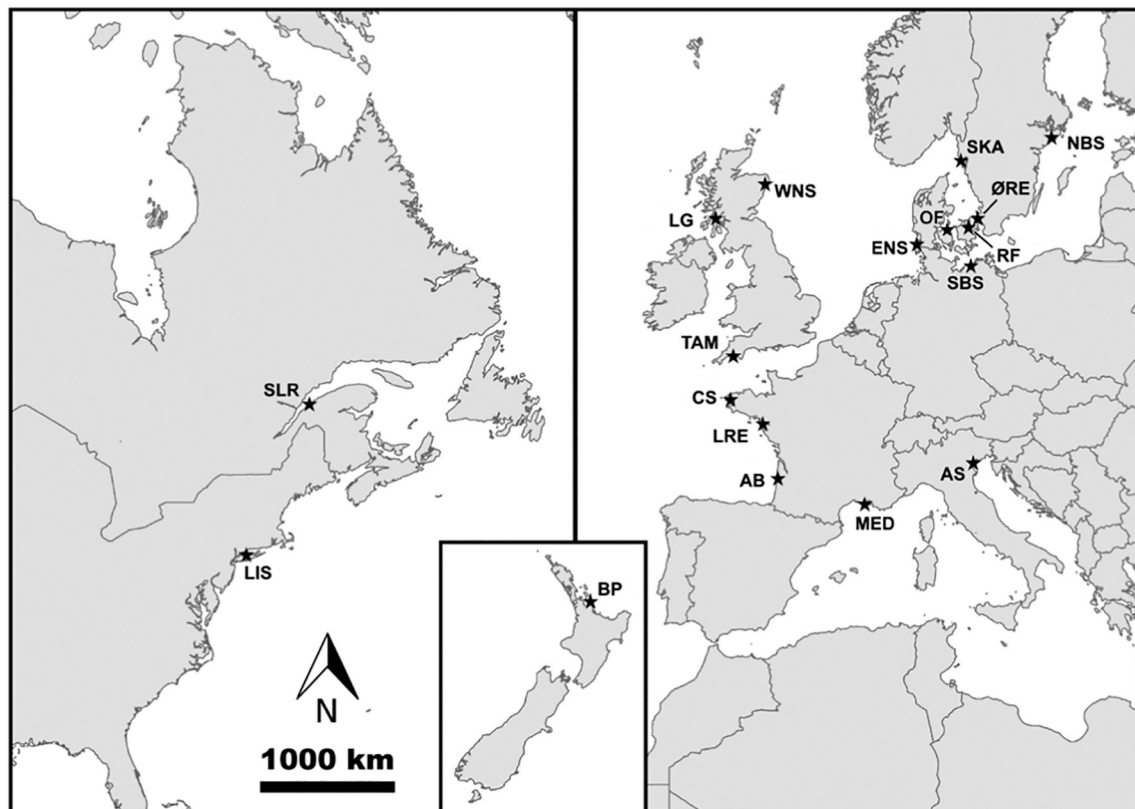 SLR
LIS
N
1000 km
BP
NBS
SKA
WNS
ØRE
LG
OF
ENS
RF
SBS
TAM
CS
LRE
AS
AB
MED